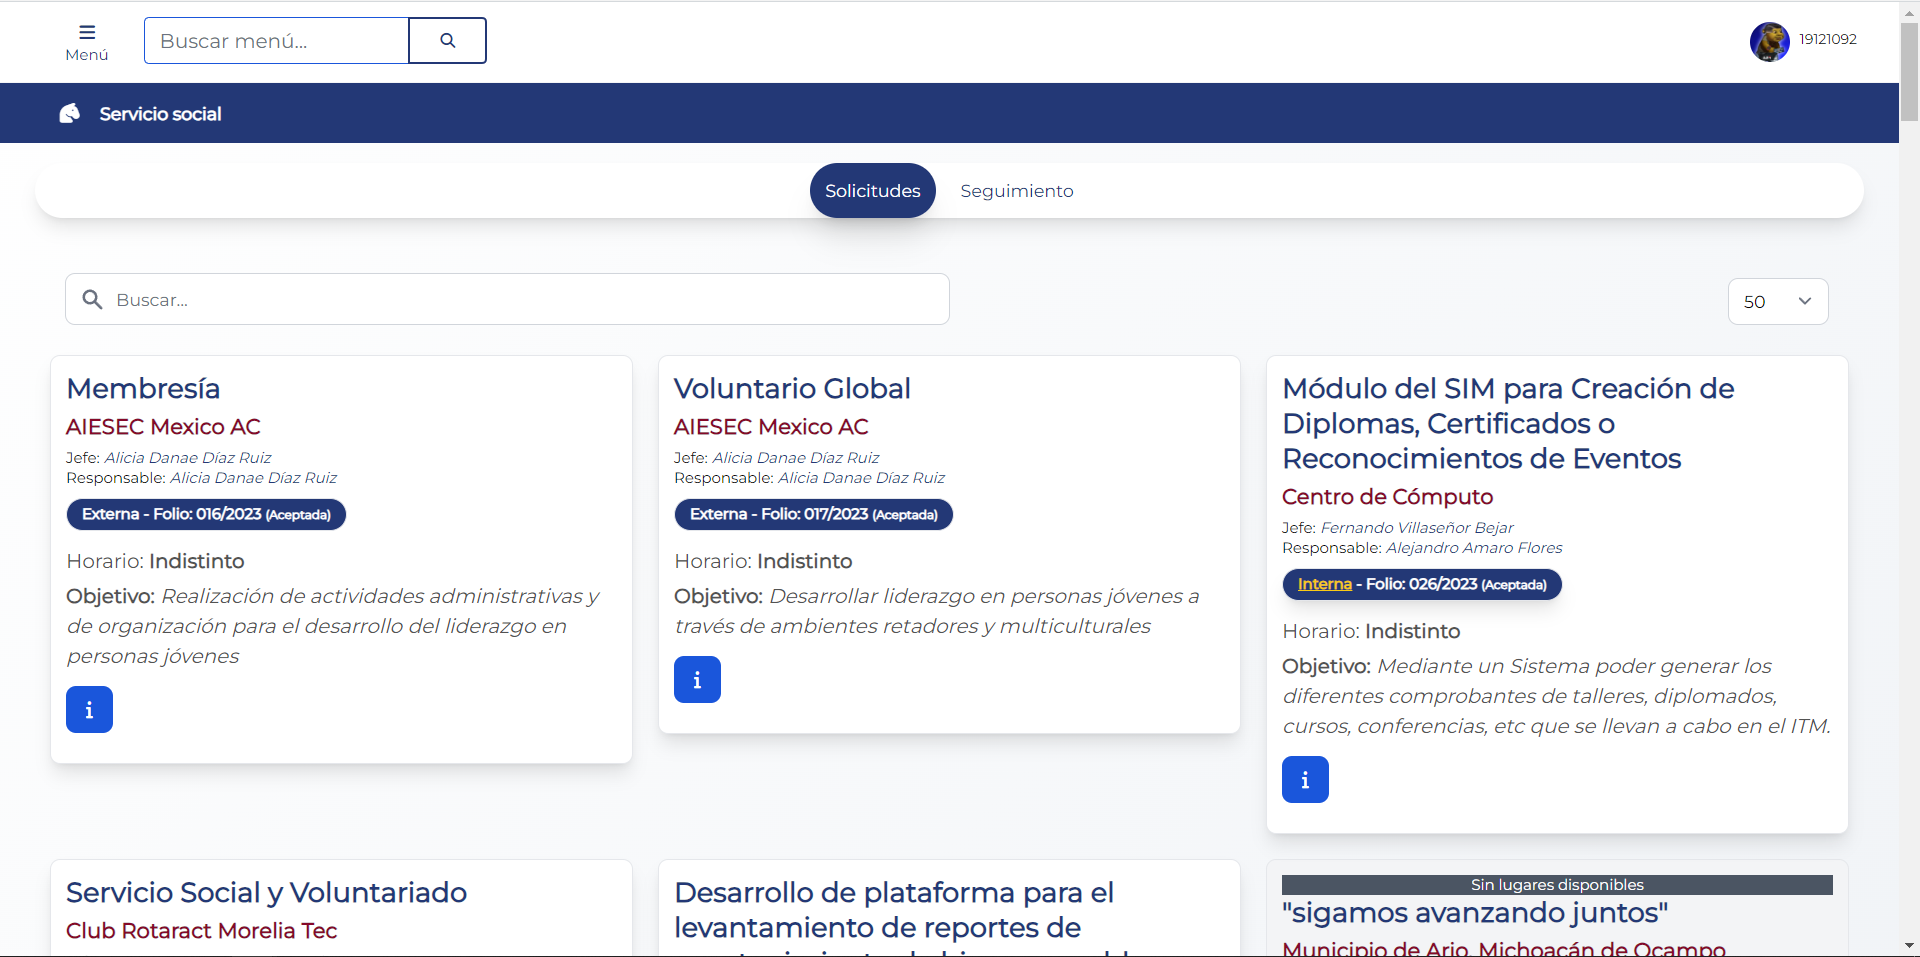 Menú
Buscar menú...
19121092
Servicio social
Solicitudes
Seguimiento
Buscar...
50
Membresía
AIESEC Mexico AC
Jefe: Alicia Danae Díaz Ruiz
Responsable: Alicia Danae Díaz Ruiz
Externa - Folio: 016/2023 (Aceptada)
Horario: Indistinto
Objetivo: Realización de actividades administrativas y
de organización para el desarrollo del liderazgo en
personas jóvenes
Voluntario Global
AIESEC Mexico AC
Jefe: Alicia Danae Díaz Ruiz
Responsable: Alicia Danae Díaz Ruiz
Externa - Folio: 017/2023 (Aceptada)
Horario: Indistinto
Objetivo: Desarrollar liderazgo en personas jóvenes a
través de ambientes retadores y multiculturales
Módulo del SIM para Creación de
Diplomas, Certificados o
Reconocimientos de Eventos
Centro de Cómputo
Jefe: Fernando Villaseñor Bejar
Responsable: Alejandro Amaro Flores
Interna - Folio: 026/2023 (Aceptada)
Horario: Indistinto
Objetivo: Mediante un Sistema poder generar los
diferentes comprobantes de talleres, diplomados,
cursos, conferencias, etc que se llevan a cabo en el ITM.
Servicio Social y Voluntariado
Club Rotaract Morelia Tec
Desarrollo de plataforma para el
levantamiento de reportes de
Sin lugares disponibles
"sigamos avanzando juntos"
Municipio de Ario, Michoacán de Ocampo